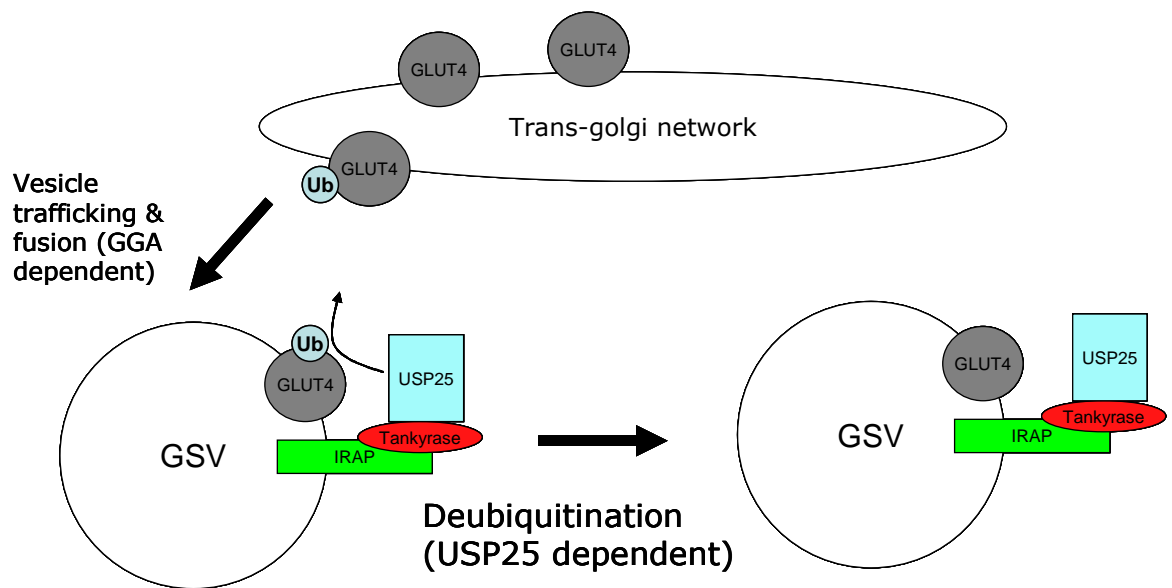 GLUT4
GLUT4
Trans-golgi network
GLUT4
Ub
Vesicle
trafficking &
fusion (GGA
dependent)
Ub
GLUT4
USP25
Tankyrase
IRAP
GSV
GLUT4
USP25
Tankyrase
IRAP
GSV
Deubiquitination
(USP25 dependent)